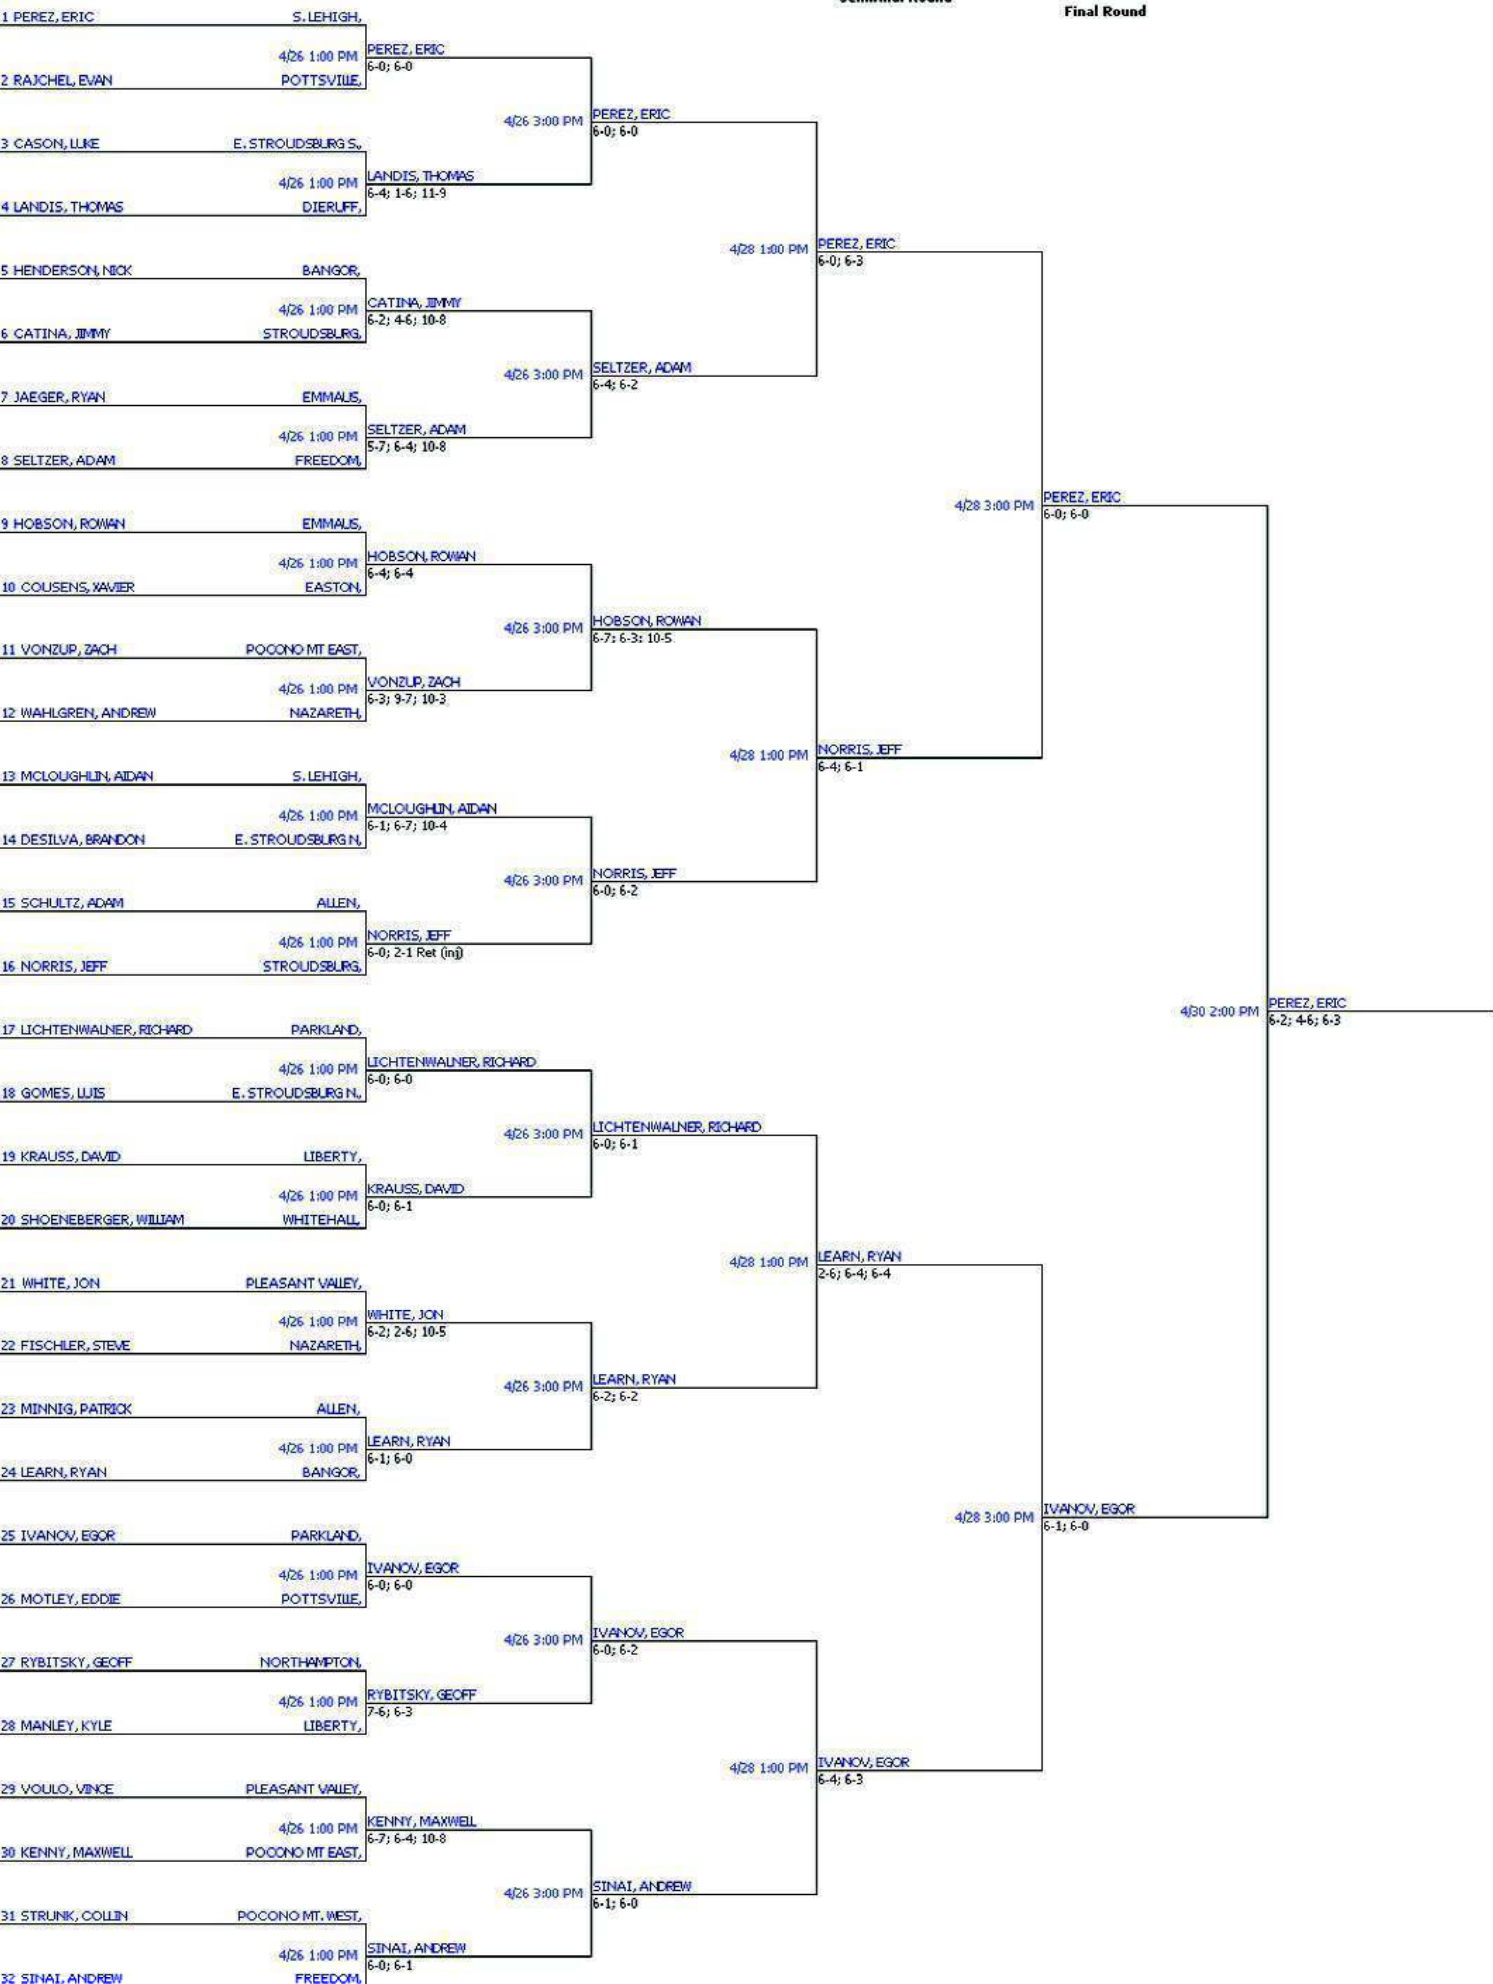 Final Round
1 PEREZ, ERIC S. LEHIGH,
4/26 1:00 PM PEREZ, ERIC
6-0; 6-0
2 RAJCHEL, EVAN POTTSVILLE,
4/26 3:00 PM PEREZ, ERIC
6-0; 6-0
3 CASON, LUKE E. STROUDSBURG S.,
4/26 1:00 PM LANDIS, THOMAS
6-4; 1-6; 11-9
4 LANDIS, THOMAS DIERUFF,
4/28 1:00 PM PEREZ, ERIC
6-0; 6-3
5 HENDERSON, NICK BANGOR,
4/26 1:00 PM CATINA, JIMMY
6-2; 4-6; 10-8
6 CATINA, JIMMY STROUDSBURG,
4/26 3:00 PM SELTZER, ADAM
6-4; 6-2
7 JAEGER, RYAN EMMAUS,
4/26 1:00 PM SELTZER, ADAM
5-7; 6-4; 10-8
8 SELTZER, ADAM FREEDOM,
4/28 3:00 PM PEREZ, ERIC
6-0; 6-0
9 HOBSON, ROWAN EMMAUS,
4/26 1:00 PM HOBSON, ROWAN
6-4; 6-4
10 COUSENS, XAVIER EASTON,
4/26 3:00 PM HOBSON, ROWAN
6-7; 6-3; 10-5
11 VONZUP, ZACH POCONO MT EAST,
4/26 1:00 PM VONZUP, ZACH
6-3; 9-7; 10-3
12 WAHLGREN, ANDREW NAZARETH,
4/28 1:00 PM NORRIS, JEFF
6-4; 6-1
13 MCLOUGHLIN, AIDAN S. LEHIGH,
4/26 1:00 PM MCLOUGHLIN, AIDAN
6-1; 6-7; 10-4
14 DESILVA, BRANDON E. STROUDSBURG N,
4/26 3:00 PM NORRIS, JEFF
6-0; 6-2
15 SCHULTZ, ADAM ALLEN,
4/26 1:00 PM NORRIS, JEFF
6-0; 2-1 Ret (inj)
16 NORRIS, JEFF STROUDSBURG,
4/30 2:00 PM PEREZ, ERIC
6-2; 4-6; 6-3
17 LICHTENWALNER, RICHARD PARKLAND,
4/26 1:00 PM LICHTENWALNER, RICHARD
6-0; 6-0
18 GOMES, LUIS E. STROUDSBURG N.,
4/26 3:00 PM LICHTENWALNER, RICHARD
6-0; 6-1
19 KRAUSS, DAVID LIBERTY,
4/26 1:00 PM KRAUSS, DAVID
6-0; 6-1
20 SHOENEBERGER, WILLIAM WHITEHALL,
4/28 1:00 PM LEARN, RYAN
2-6; 6-4; 6-4
21 WHITE, JON PLEASANT VALLEY,
4/26 1:00 PM WHITE, JON
6-2; 2-6; 10-5
22 FISCHLER, STEVE NAZARETH,
4/26 3:00 PM LEARN, RYAN
6-2; 6-2
23 MINNIG, PATRICK ALLEN,
4/26 1:00 PM LEARN, RYAN
6-1; 6-0
24 LEARN, RYAN BANGOR,
4/28 3:00 PM IVANOV, EGOR
6-1; 6-0
25 IVANOV, EGOR PARKLAND,
4/26 1:00 PM IVANOV, EGOR
6-0; 6-0
26 MOTLEY, EDDIE POTTSVILLE,
4/26 3:00 PM IVANOV, EGOR
6-0; 6-2
27 RYBITSKY, GEOFF NORTHAMPTON,
4/26 1:00 PM RYBITSKY, GEOFF
7-6; 6-3
28 MANLEY, KYLE LIBERTY,
4/28 1:00 PM IVANOV, EGOR
6-4; 6-3
29 VOULO, VINCE PLEASANT VALLEY,
4/26 1:00 PM KENNY, MAXWELL
6-7; 6-4; 10-8
30 KENNY, MAXWELL POCONO MT EAST,
4/26 3:00 PM SINAI, ANDREW
6-1; 6-0
31 STRUNK, COLLIN POCONO MT. WEST,
4/26 1:00 PM SINAI, ANDREW
6-0; 6-1
32 SINAI, ANDREW FREEDOM,